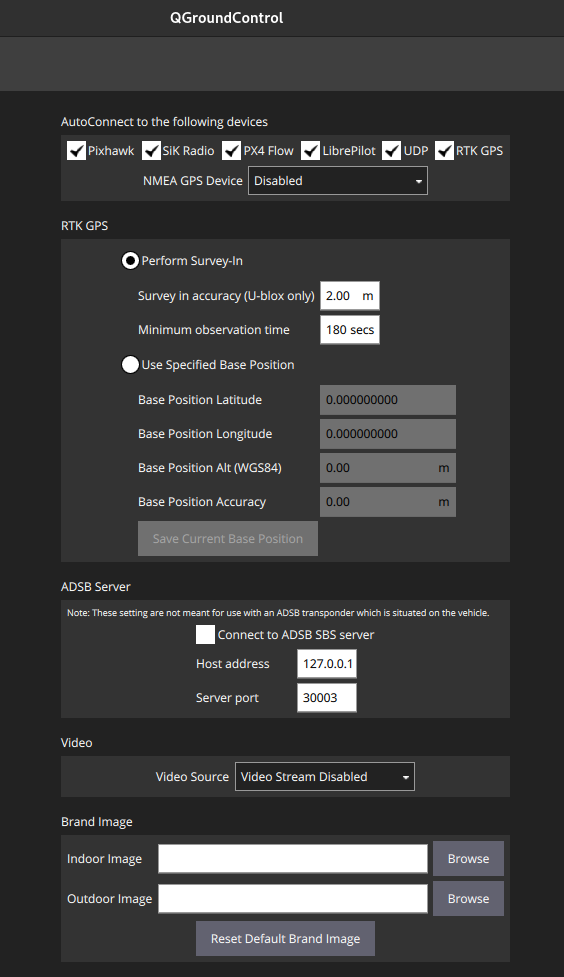 QGroundControl
AutoConnect to the following devices
Pixhawk SiK Radio PX4 Flow LibrePilot UDP RTK GPS
NMEA GPS Device Disabled
RTK GPS
Perform Survey-In
Survey in accuracy (U-blox only) 2.00 m
Minimum observation time 180 secs
Use Specified Base Position
Base Position Latitude 0.000000000
Base Position Longitude 0.000000000
Base Position Alt (WGS84) 0.00 m
Base Position Accuracy 0.00 m
Save Current Base Position
ADSB Server
Note: These setting are not meant for use with an ADSB transponder which is situated on the vehicle.
Connect to ADSB SBS server
Host address 127.0.0.1
Server port 30003
Video
Video Source Video Stream Disabled
Brand Image
Indoor Image Browse
Outdoor Image Browse
Reset Default Brand Image